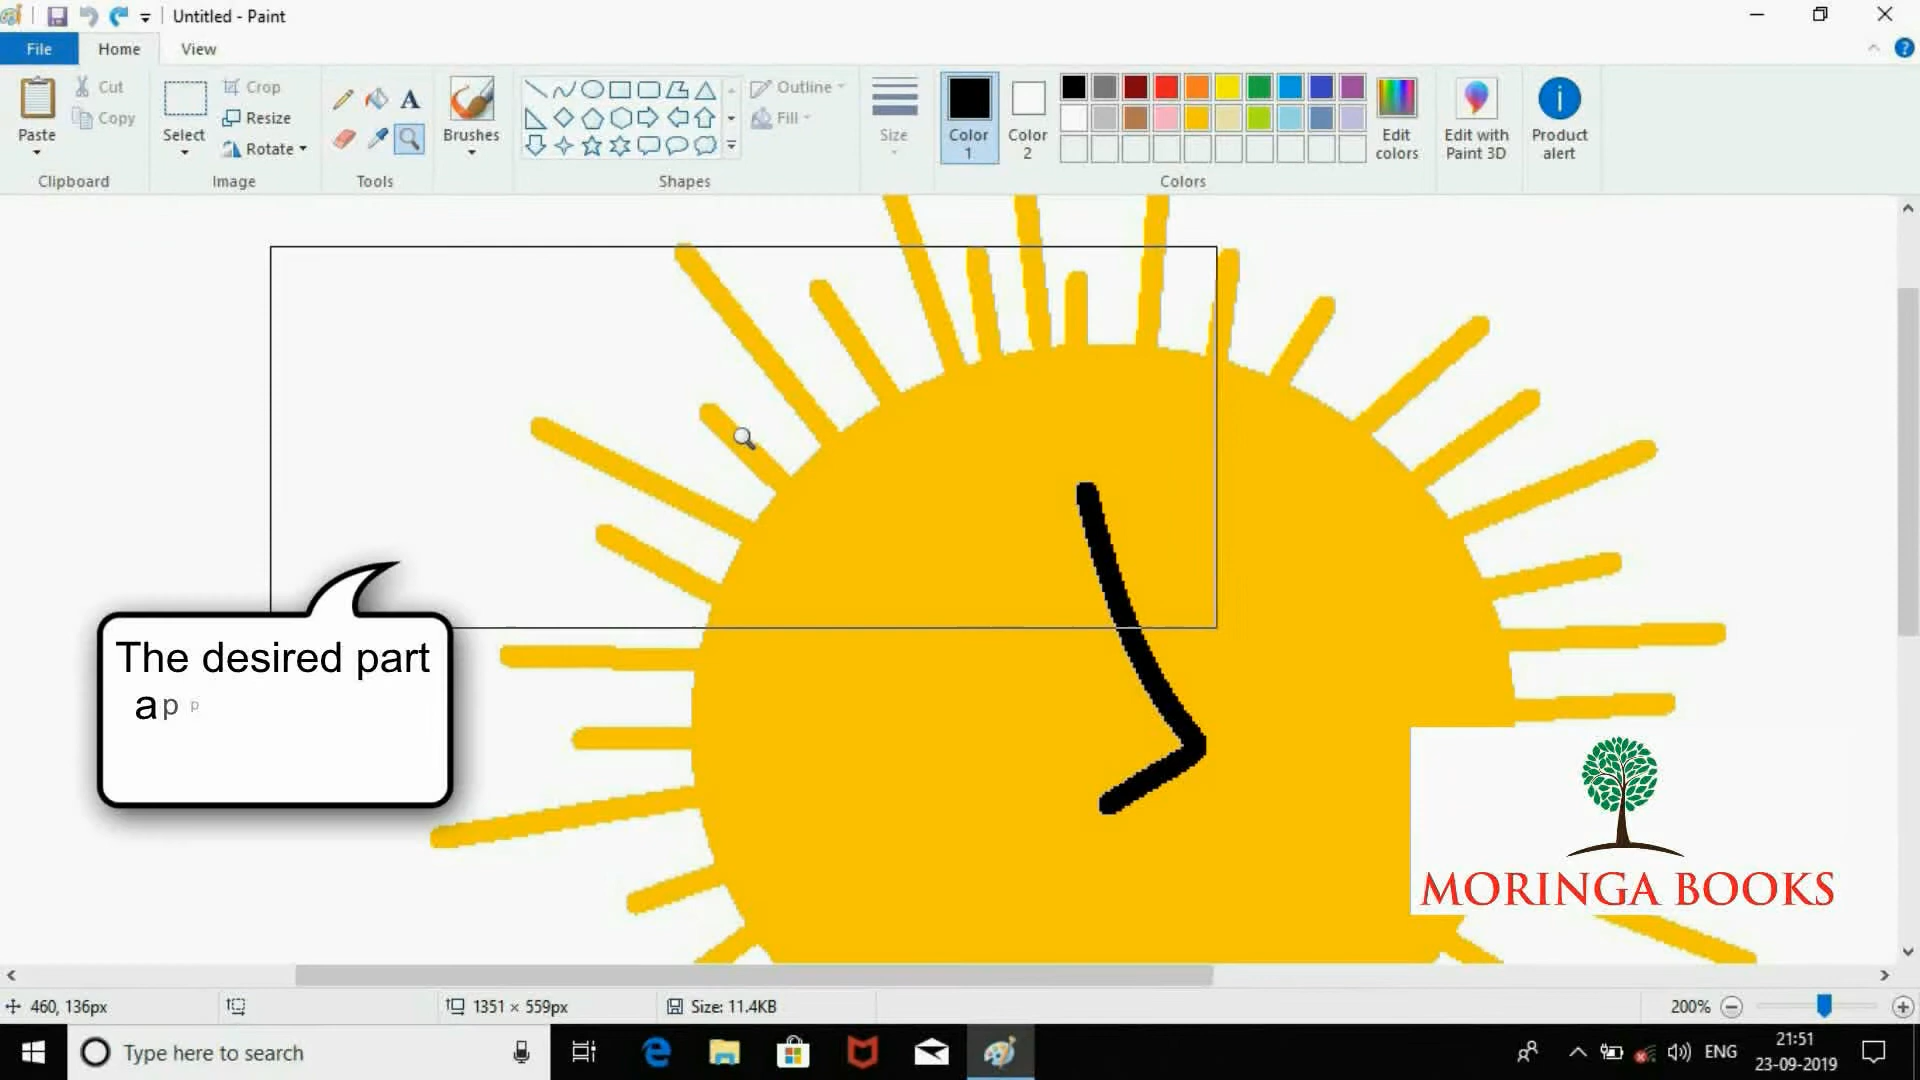 Untitled - Paint
File Home View
Paste
Cut
Copy
Clipboard
Select
Crop
Resize
Rotate
Image
A
Tools
Brushes
Shapes
Outline
Fill
Size
Color 1
Color 2
Colors
Edit colors
Edit with Paint 3D
Product alert
The desired part
app
MORINGA BOOKS
460, 136px
1351 × 559px
Size: 11.4KB
200%
Type here to search
ENG
21:51
23-09-2019